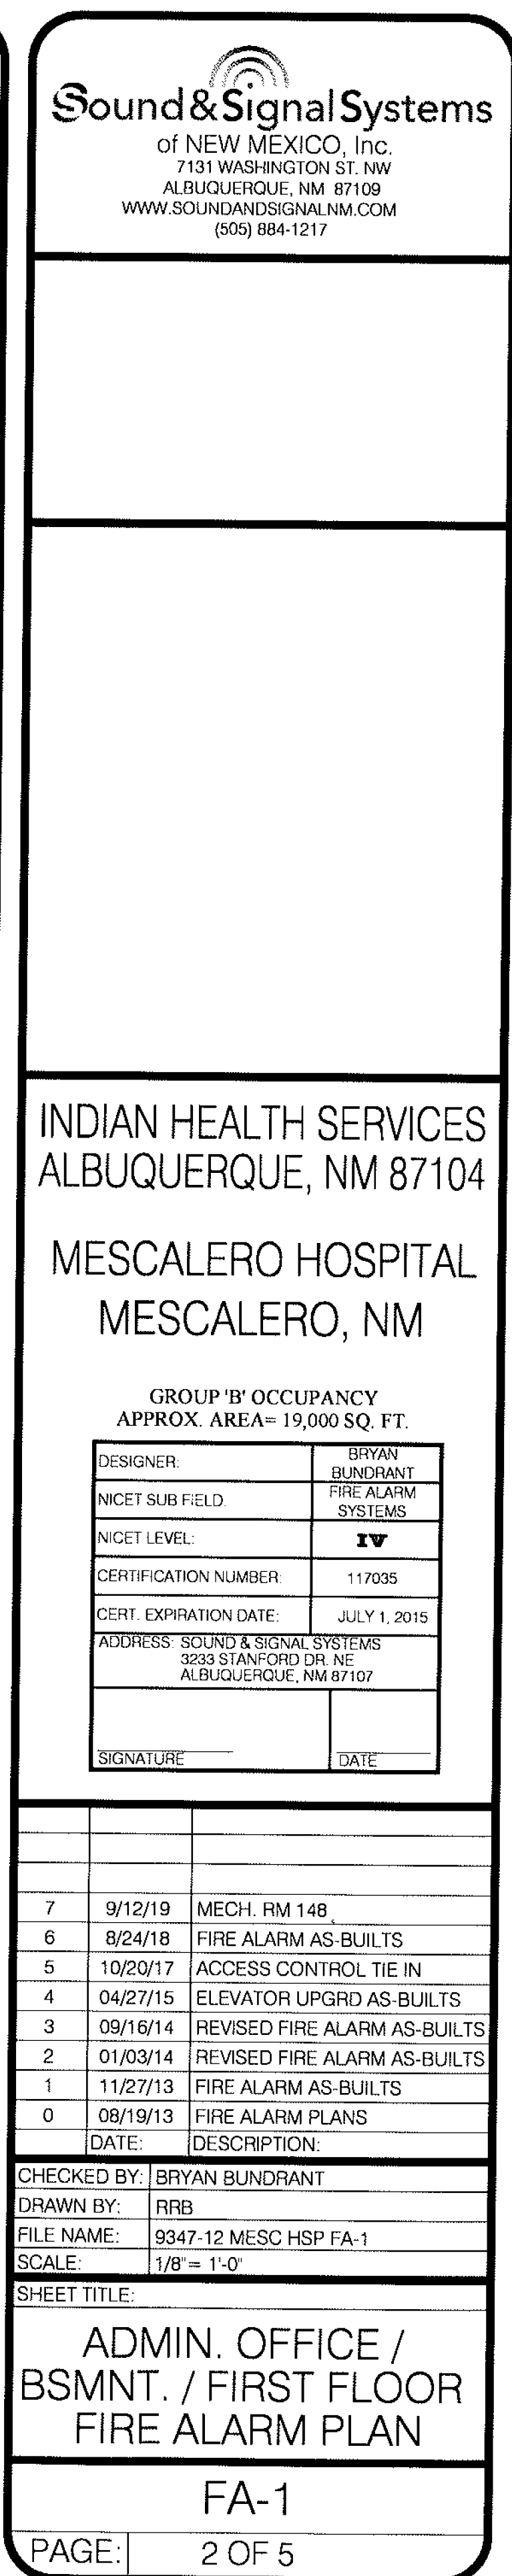 Sound & Signal Systems
of NEW MEXICO, Inc.
7131 WASHINGTON ST. NW
ALBUQUERQUE, NM 87109
WWW.SOUNDANDSIGNALNM.COM
(505) 884-1217
INDIAN HEALTH SERVICES
ALBUQUERQUE, NM 87104
MESCALERO HOSPITAL
MESCALERO, NM
GROUP 'B' OCCUPANCY
APPROX. AREA= 19,000 SQ. FT.
DESIGNER: BRYAN BUNDRANT
NICET SUB FIELD. FIRE ALARM SYSTEMS
NICET LEVEL: IV
CERTIFICATION NUMBER: 117035
CERT. EXPIRATION DATE: JULY 1, 2015
ADDRESS: SOUND & SIGNAL SYSTEMS
3233 STANFORD DR. NE
ALBUQUERQUE, NM 87107
SIGNATURE DATE
7 9/12/19 MECH. RM 148
6 8/24/18 FIRE ALARM AS-BUILTS
5 10/20/17 ACCESS CONTROL TIE IN
4 04/27/15 ELEVATOR UPGRD AS-BUILTS
3 09/16/14 REVISED FIRE ALARM AS-BUILTS
2 01/03/14 REVISED FIRE ALARM AS-BUILTS
1 11/27/13 FIRE ALARM AS-BUILTS
0 08/19/13 FIRE ALARM PLANS
DATE: DESCRIPTION:
CHECKED BY: BRYAN BUNDRANT
DRAWN BY: RRB
FILE NAME: 9347-12 MESC HSP FA-1
SCALE: 1/8"= 1'-0"
SHEET TITLE:
ADMIN. OFFICE /
BSMNT. / FIRST FLOOR
FIRE ALARM PLAN
FA-1
PAGE: 2 OF 5